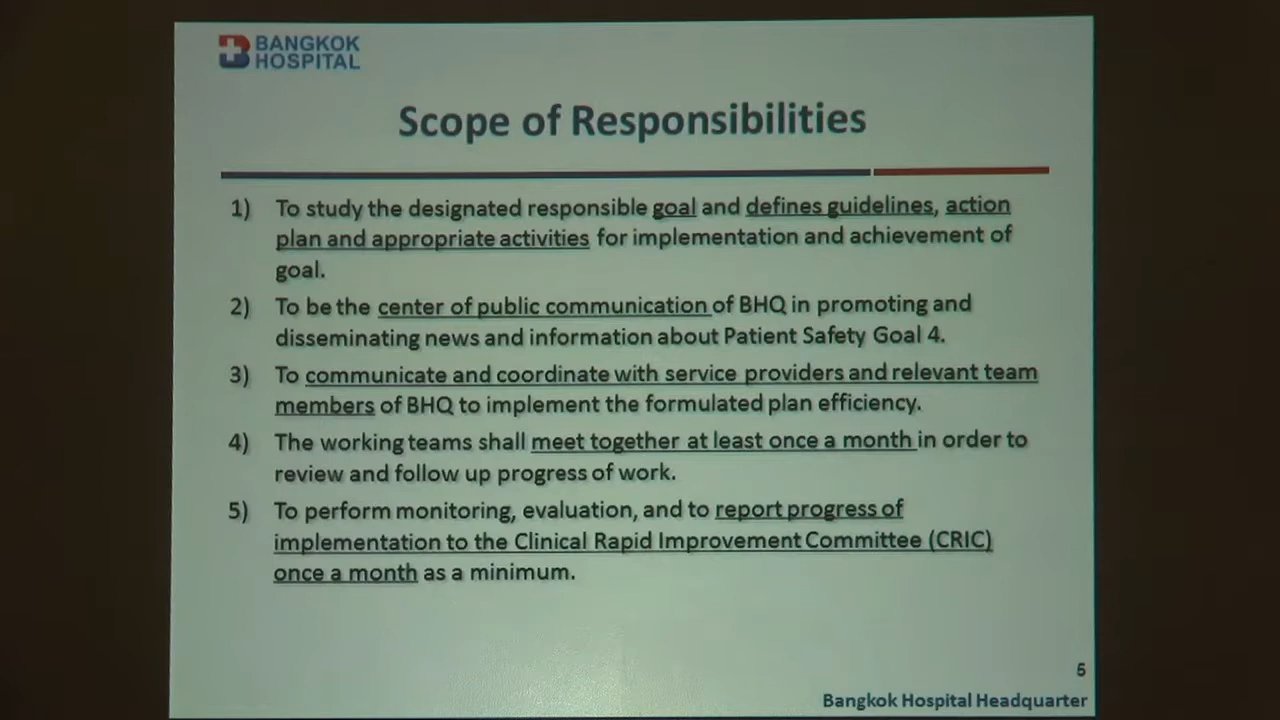 BANGKOK
HOSPITAL
Scope of Responsibilities
1) To study the designated responsible goal and defines guidelines, action
plan and appropriate activities for implementation and achievement of
goal.
2) To be the center of public communication of BHQ in promoting and
disseminating news and information about Patient Safety Goal 4.
3) To communicate and coordinate with service providers and relevant team
members of BHQ to implement the formulated plan efficiency.
4) The working teams shall meet together at least once a month in order to
review and follow up progress of work.
5) To perform monitoring, evaluation, and to report progress of
implementation to the Clinical Rapid Improvement Committee (CRIC)
once a month as a minimum.
5
Bangkok Hospital Headquarter